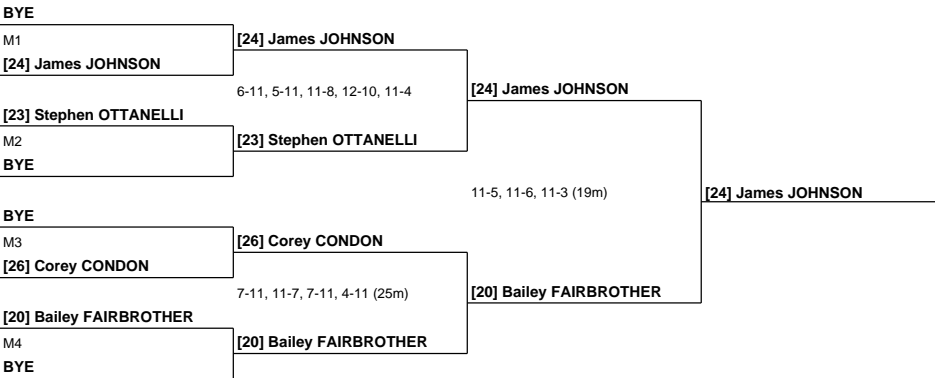 BYE
M1
[24] James JOHNSON
[23] Stephen OTTANELLI
M2
BYE
BYE
M3
[26] Corey CONDON
[20] Bailey FAIRBROTHER
M4
BYE
[24] James JOHNSON
6-11, 5-11, 11-8, 12-10, 11-4
[23] Stephen OTTANELLI
[26] Corey CONDON
7-11, 11-7, 7-11, 4-11 (25m)
[20] Bailey FAIRBROTHER
[24] James JOHNSON
11-5, 11-6, 11-3 (19m)
[20] Bailey FAIRBROTHER
[24] James JOHNSON